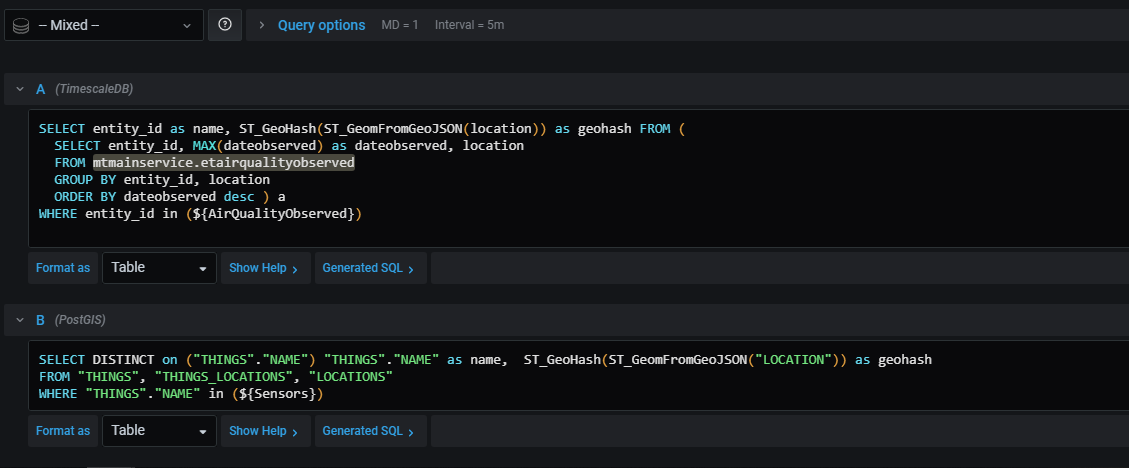 -- Mixed --
Query options MD = 1 Interval = 5m
A (TimescaleDB)
SELECT entity_id as name, ST_GeoHash(ST_GeomFromGeoJSON(location)) as geohash FROM (
SELECT entity_id, MAX(dateobserved) as dateobserved, location
FROM mtmainservice.etairqualityobserved
GROUP BY entity_id, location
ORDER BY dateobserved desc ) a
WHERE entity_id in (${AirQualityObserved})
Format as Table Show Help > Generated SQL >
B (PostGIS)
SELECT DISTINCT on ("THINGS"."NAME") "THINGS"."NAME" as name,  ST_GeoHash(ST_GeomFromGeoJSON("LOCATION")) as geohash
FROM "THINGS", "THINGS_LOCATIONS", "LOCATIONS"
WHERE "THINGS"."NAME" in (${Sensors})
Format as Table Show Help > Generated SQL >